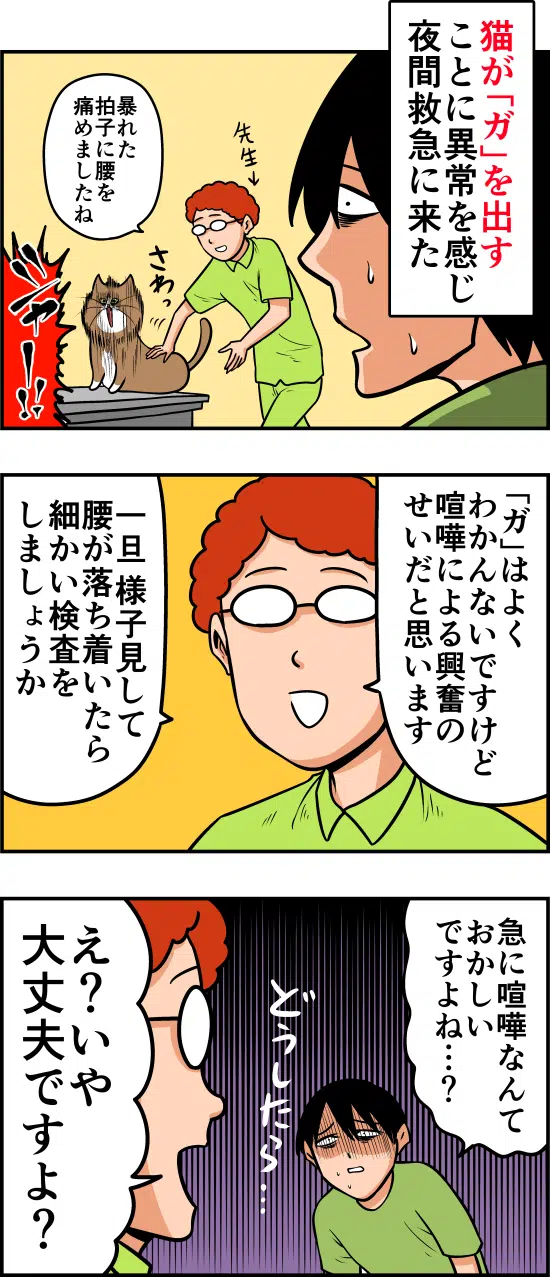 猫が「ガ」を出す
ことに異常を感じ
夜間救急に来た
先生→
暴れた
拍子に腰を
痛めましたね
さわっ
シャー!!
「ガ」はよく
わかんないですけど
喧嘩による興奮の
せいだと思います
一旦様子見して
腰が落ち着いたら
細かい検査を
しましょうか
急に喧嘩なんて
おかしい
ですよね…?
どうしたら…
え?いや
大丈夫ですよ?